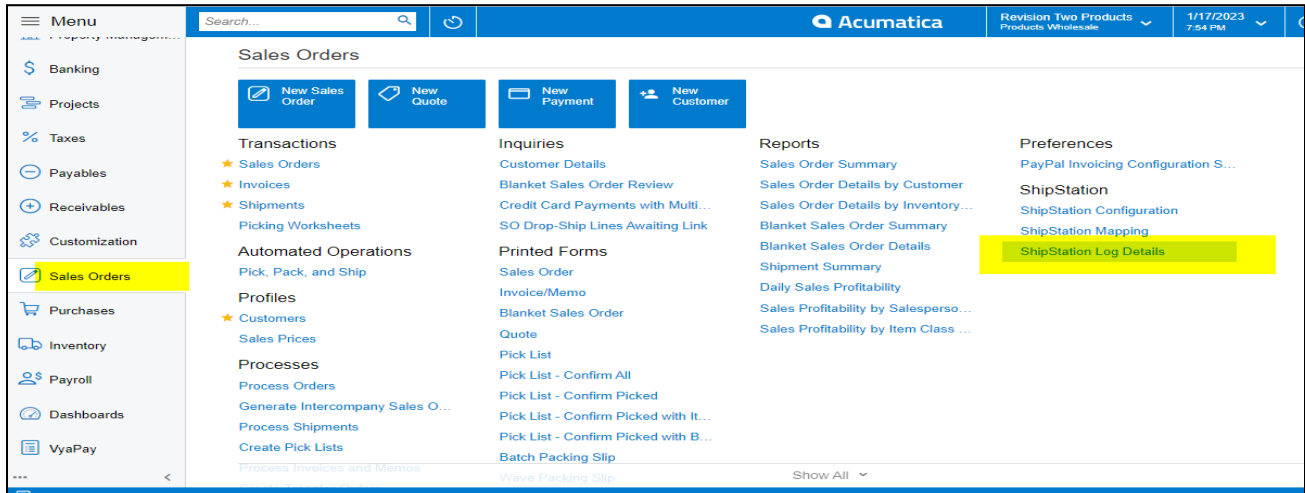 Menu
Search...
Acumatica
Revision Two Products
Products Wholesale
1/17/2023
7:54 PM
Banking
Projects
Taxes
Payables
Receivables
Customization
Sales Orders
Purchases
Inventory
Payroll
Dashboards
VyaPay
Sales Orders
New Sales
Order
New
Quote
New
Payment
New
Customer
Transactions
Sales Orders
Invoices
Shipments
Picking Worksheets
Automated Operations
Pick, Pack, and Ship
Profiles
Customers
Sales Prices
Processes
Process Orders
Generate Intercompany Sales O...
Process Shipments
Create Pick Lists
Process Invoices and Memos
Inquiries
Customer Details
Blanket Sales Order Review
Credit Card Payments with Multi...
SO Drop-Ship Lines Awaiting Link
Printed Forms
Sales Order
Invoice/Memo
Blanket Sales Order
Quote
Pick List
Pick List - Confirm All
Pick List - Confirm Picked
Pick List - Confirm Picked with It...
Pick List - Confirm Picked with B...
Batch Packing Slip
Wave Packing Slip
Reports
Sales Order Summary
Sales Order Details by Customer
Sales Order Details by Inventory...
Blanket Sales Order Summary
Blanket Sales Order Details
Shipment Summary
Daily Sales Profitability
Sales Profitability by Salesperso...
Sales Profitability by Item Class ...
Preferences
PayPal Invoicing Configuration S...
ShipStation
ShipStation Configuration
ShipStation Mapping
ShipStation Log Details
Show All